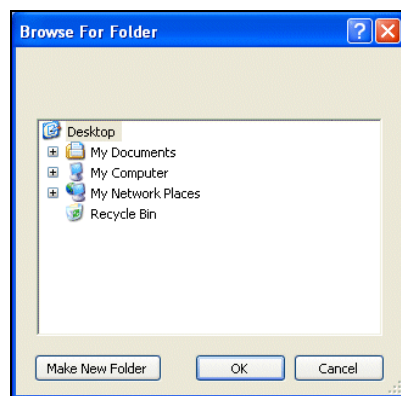 Browse For Folder
Desktop
My Documents
My Computer
My Network Places
Recycle Bin
Make New Folder OK Cancel